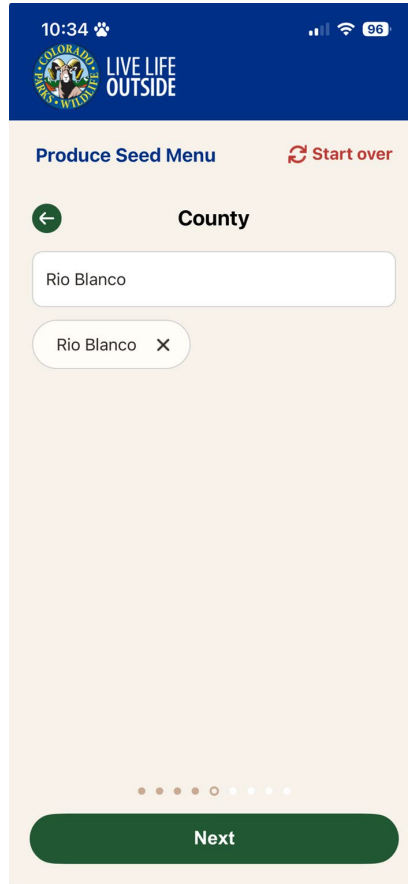 10:34
96
COLORADO
PARKS • WILDLIFE
LIVE LIFE
OUTSIDE
Produce Seed Menu
Start over
County
Rio Blanco
Rio Blanco
Next